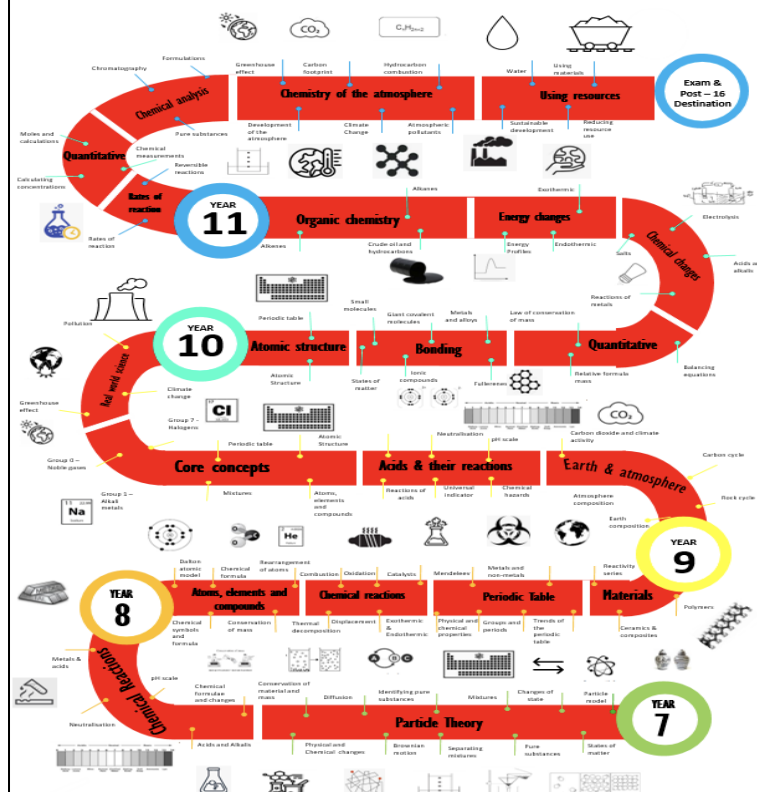 CₙH₂ₙ₊₂
CO₂
Exam &
Post – 16
Destination
Water
Using
materials
Using resources
Sustainable
development
Reducing
resource
use
Greenhouse
effect
Carbon
footprint
Hydrocarbon
combustion
Chemistry of the atmosphere
Development
of the
atmosphere
Climate
Change
Atmospheric
pollutants
Formulations
Chromatography
Chemical analysis
Pure substances
Moles and
calculations
Quantitative
Chemical
measurements
Calculating
concentrations
Reversible
reactions
Rates of
reaction
Rates of
reaction
YEAR
11
Alkanes
Organic chemistry
Alkenes
Crude oil and
hydrocarbons
Exothermic
Energy changes
Energy
Profiles
Endothermic
Electrolysis
Chemical changes
Salts
Acids a
alkalis
Reactions of
metals
Balancing
equations
Law of conservation
of mass
Quantitative
Relative formula
mass
Small
molecules
Giant covalent
molecules
Metals
and alloys
Bonding
States of
matter
Ionic
compounds
Fullerenes
Periodic table
Atomic structure
Atomic
Structure
YEAR
10
Pollution
Real world science
Climate
change
Greenhouse
effect
Group 7 -
Halogens
Cl
Group 0 –
Noble gases
Group 1 –
Alkali
metals
11
Na
Periodic table
Atomic
Structure
Core concepts
Mixtures
Atoms,
elements
and
compounds
Neutralisation
pH scale
Acids & their reactions
Reactions of
acids
Universal
indicator
Chemical
hazards
CO₂
Carbon dioxide and climate
activity
Earth & atmosphere
Carbon cycle
Rock cycle
Atmosphere
composition
Earth
composition
YEAR
9
He
Reactivity
series
Materials
Polymers
Ceramics &
composites
Mendeleev
Metals and
non-metals
Periodic Table
Physical and
chemical
properties
Groups and
periods
Trends of
the
periodic
table
Combustion
Oxidation
Catalysts
Chemical reactions
Thermal
decomposition
Displacement
Exothermic
&
Endothermic
Dalton
atomic
model
Chemical
formula
Rearrangement
of atoms
Atoms, elements and
compounds
Chemical
symbols
and
formula
Conservation
of mass
YEAR
8
Metals &
acids
Chemical Reactions
pH scale
Neutralisation
Chemical
formulae
and changes
Conservation of
material and
mass
Acids and Alkalis
A
B
C
Diffusion
Identifying pure
substances
Mixtures
Changes of
state
Particle
model
Particle Theory
Physical and
Chemical changes
Brownian
motion
Separating
mixtures
Pure
substances
States of
matter
YEAR
7